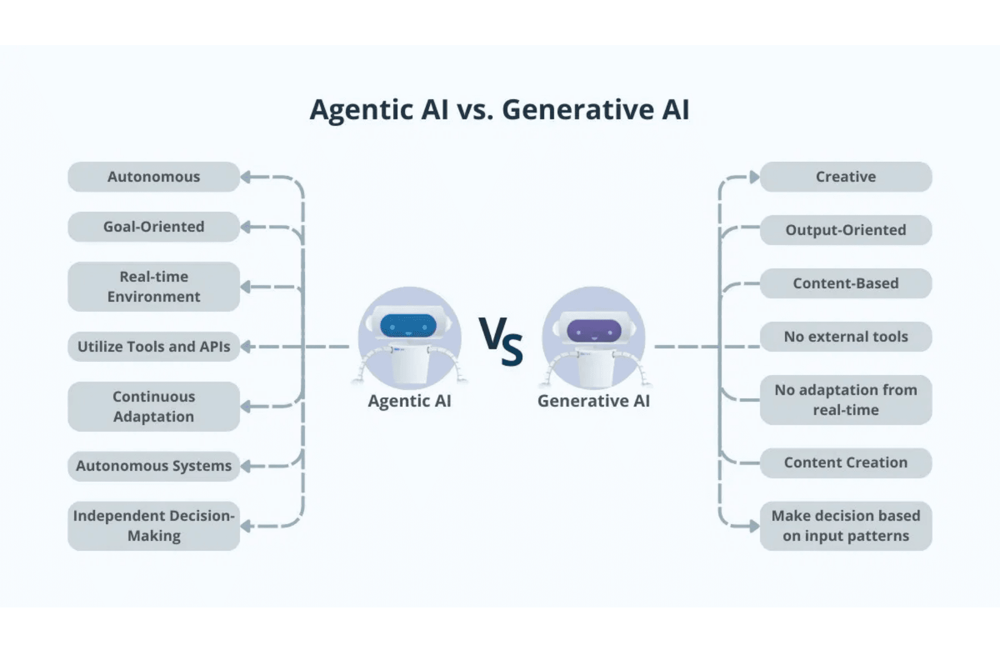 Agentic AI vs. Generative AI
Autonomous
Goal-Oriented
Real-time
Environment
Utilize Tools and APIs
Continuous
Adaptation
Autonomous Systems
Independent Decision-
Making
Agentic AI
VS
Generative AI
Creative
Output-Oriented
Content-Based
No external tools
No adaptation from
real-time
Content Creation
Make decision based
on input patterns